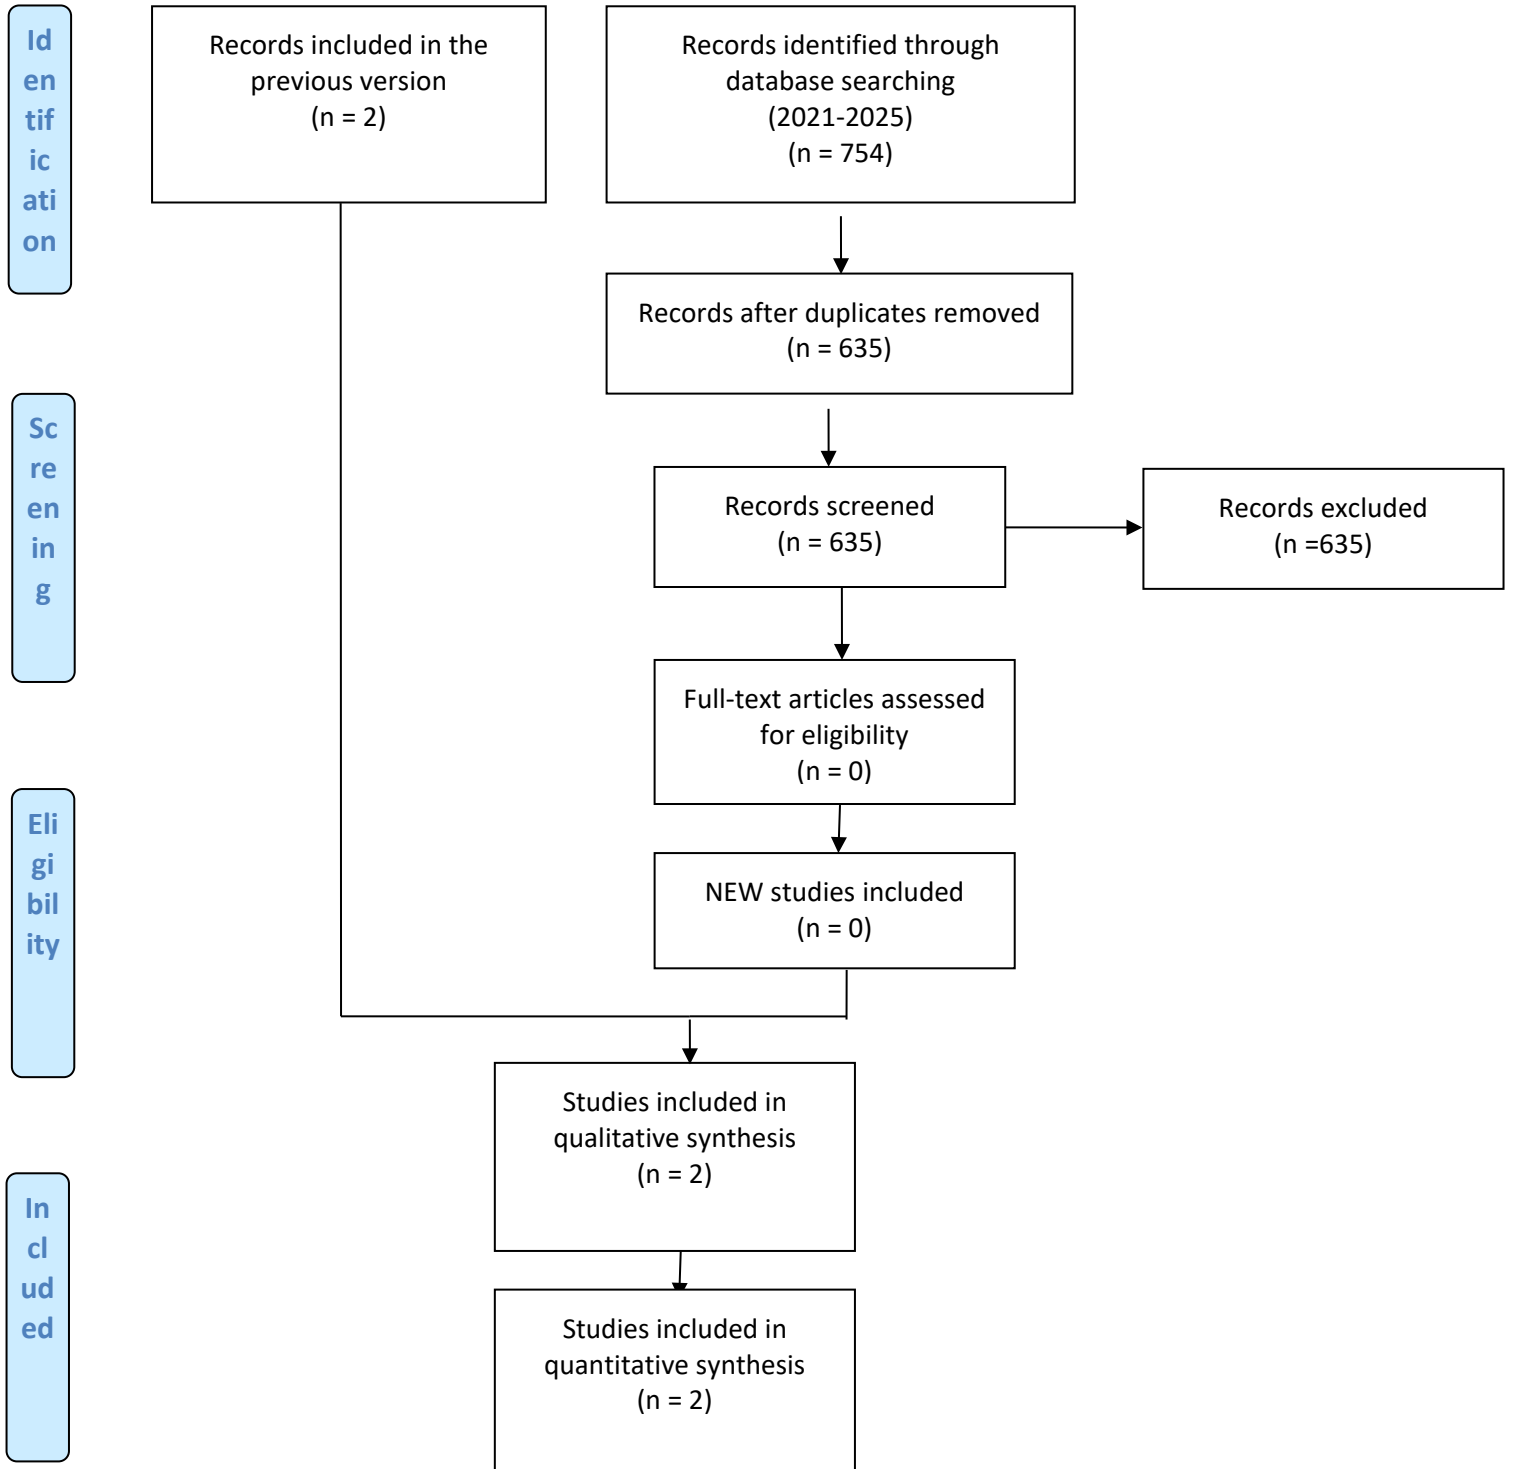 Id
en
tif
ic
ati
on
Records included in the
previous version
(n = 2)
Records identified through
database searching
(2021-2025)
(n = 754)
Records after duplicates removed
(n = 635)
Sc
re
en
in
g
Records screened
(n = 635)
Records excluded
(n =635)
Full-text articles assessed
for eligibility
(n = 0)
Eli
gi
bil
ity
NEW studies included
(n = 0)
Studies included in
qualitative synthesis
(n = 2)
In
cl
ud
ed
Studies included in
quantitative synthesis
(n = 2)